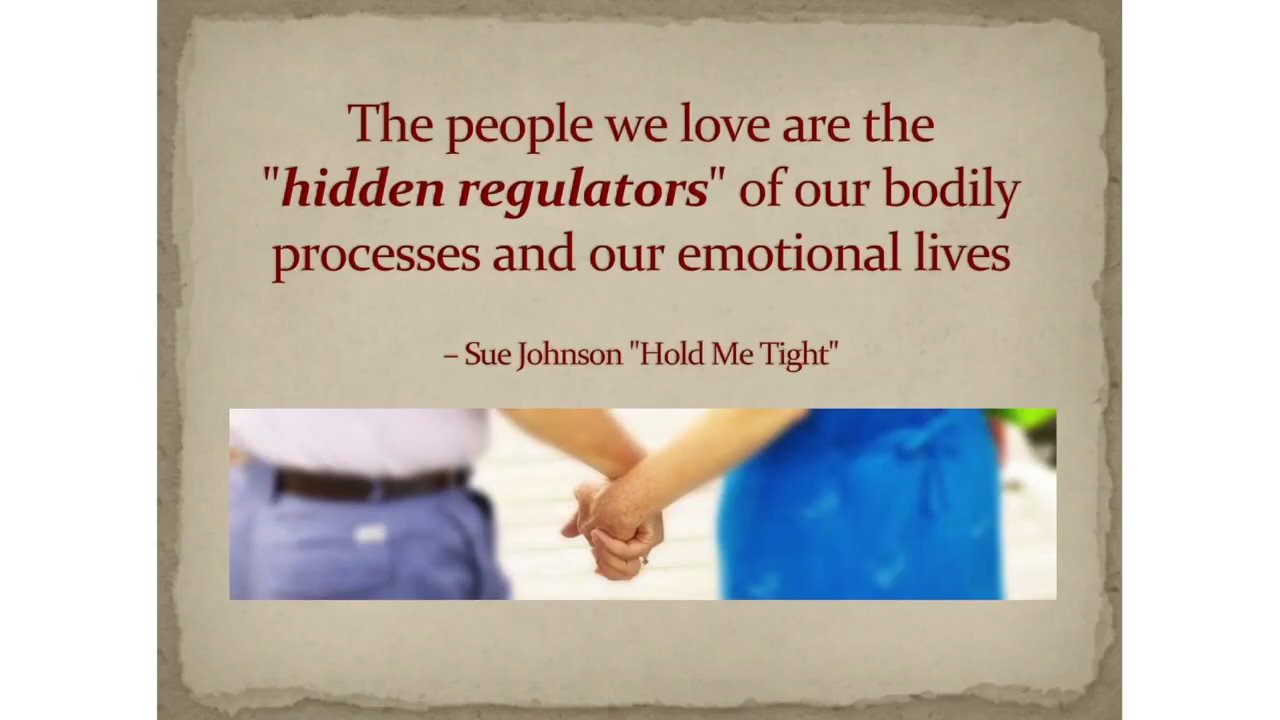 The people we love are the
"hidden regulators" of our bodily
processes and our emotional lives
– Sue Johnson "Hold Me Tight"